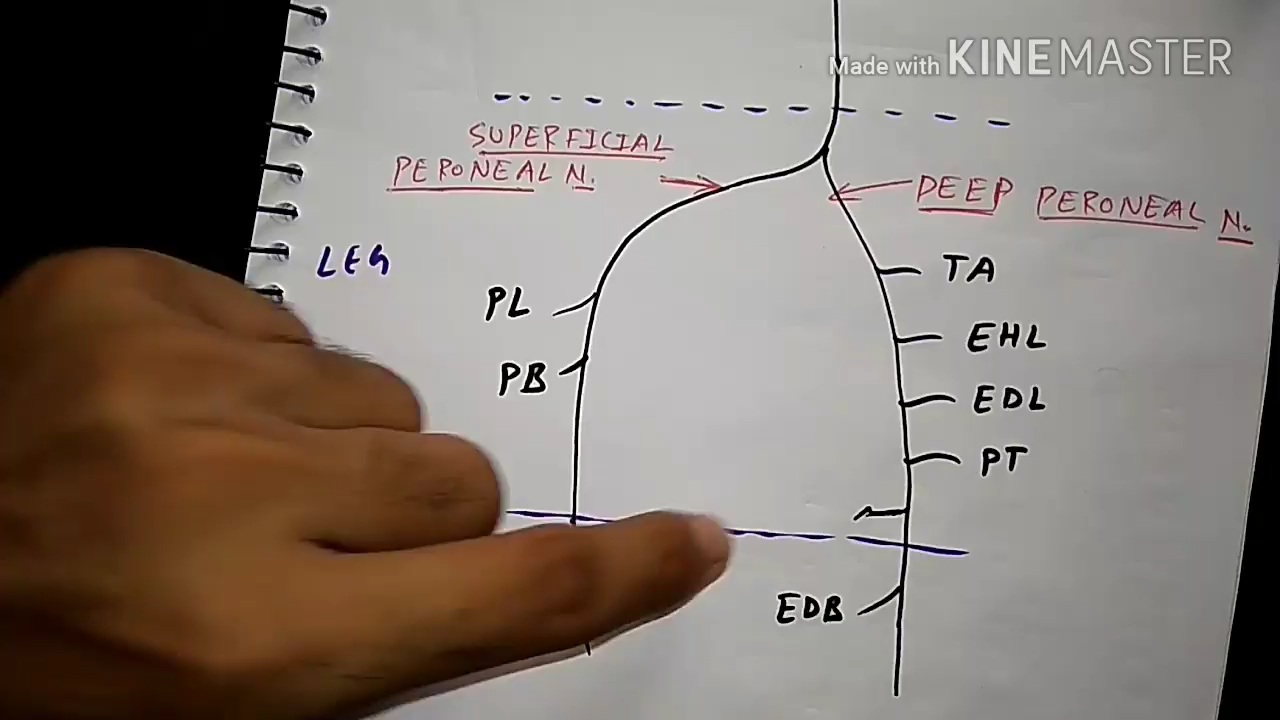 Made with KINEMASTER
SUPERFICIAL
PERONEAL N.
DEEP PERONEAL N.
LEG
TA
PL
EHL
PB
EDL
PT
EDB